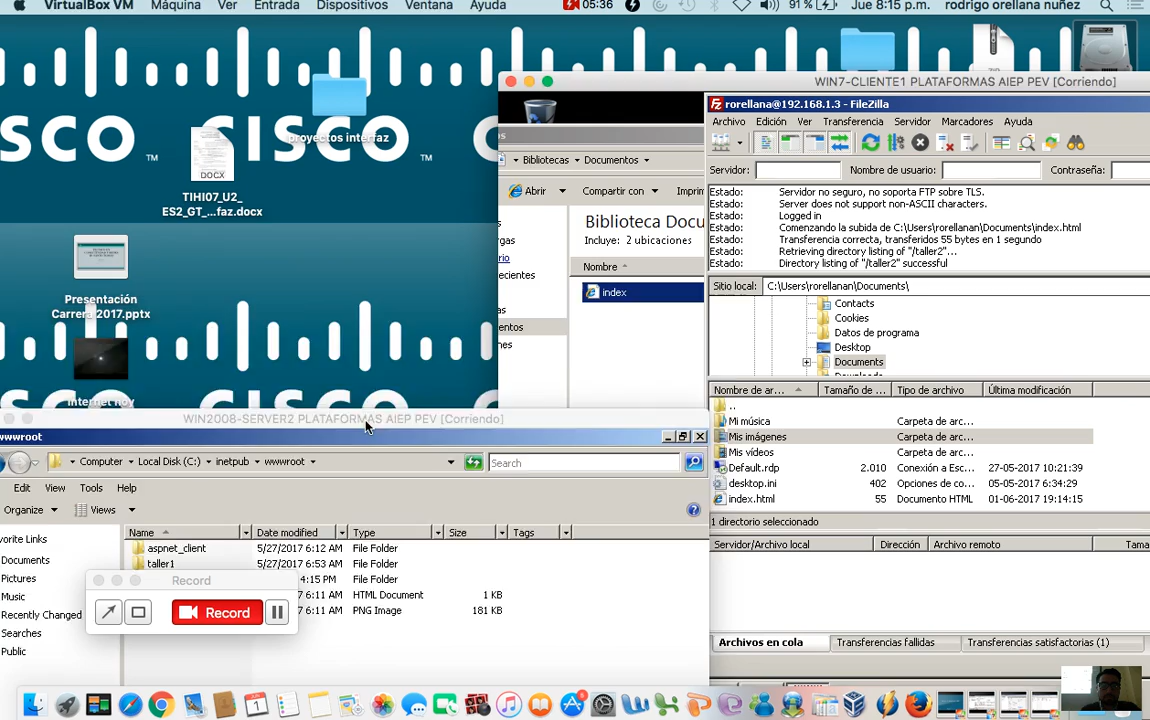 VirtualBox VM Máquina Ver Entrada Dispositivos Ventana Ayuda 05:36 91 % Jue 8:15 p.m. rodrigo orellana nuñez
CISCO CISCO CISCO
TM TM
proyectos interfaz
DOCX
TIHI07_U2_
ES2_GT_...faz.docx
Presentación
Carrera 2017.pptx
Internet hoy
WIN7-CLIENTE1 PLATAFORMAS AIEP PEV [Corriendo]
Bibliotecas Documentos
Abrir Compartir con Imprim
Biblioteca Docu
Incluye: 2 ubicaciones
Nombre
index
rorellana@192.168.1.3 - FileZilla
Archivo Edición Ver Transferencia Servidor Marcadores Ayuda
Servidor: Nombre de usuario: Contraseña:
Estado: Servidor no seguro, no soporta FTP sobre TLS.
Estado: Server does not support non-ASCII characters.
Estado: Logged in
Estado: Comenzando la subida de C:\Users\rorellanan\Documents\index.html
Estado: Transferencia correcta, transferidos 55 bytes en 1 segundo
Estado: Retrieving directory listing of "/taller2"...
Estado: Directory listing of "/taller2" successful
Sitio local: C:\Users\rorellanan\Documents\
Contacts
Cookies
Datos de programa
Desktop
Documents
Nombre de ar... Tamaño de ... Tipo de archivo Última modificación
..
Mi música Carpeta de arc...
Mis imágenes Carpeta de arc...
Mis vídeos Carpeta de arc...
Default.rdp 2.010 Conexión a Esc... 27-05-2017 10:21:39
desktop.ini 402 Opciones de co... 05-05-2017 6:34:29
index.html 55 Documento HTML 01-06-2017 19:14:15
1 directorio seleccionado
Servidor/Archivo local Dirección Archivo remoto Tama
Archivos en cola Transferencias fallidas Transferencias satisfactorias (1)
WIN2008-SERVER2 PLATAFORMAS AIEP PEV [Corriendo]
wwwroot
Computer Local Disk (C:) inetpub wwwroot Search
Edit View Tools Help
Organize Views
vorite Links
Documents
Pictures
Music
Recently Changed
Searches
Public
Name Date modified Type Size Tags
aspnet_client 5/27/2017 6:12 AM File Folder
taller1 5/27/2017 6:53 AM File Folder
4:15 PM File Folder
6:11 AM HTML Document 1 KB
6:11 AM PNG Image 181 KB
Record
Record